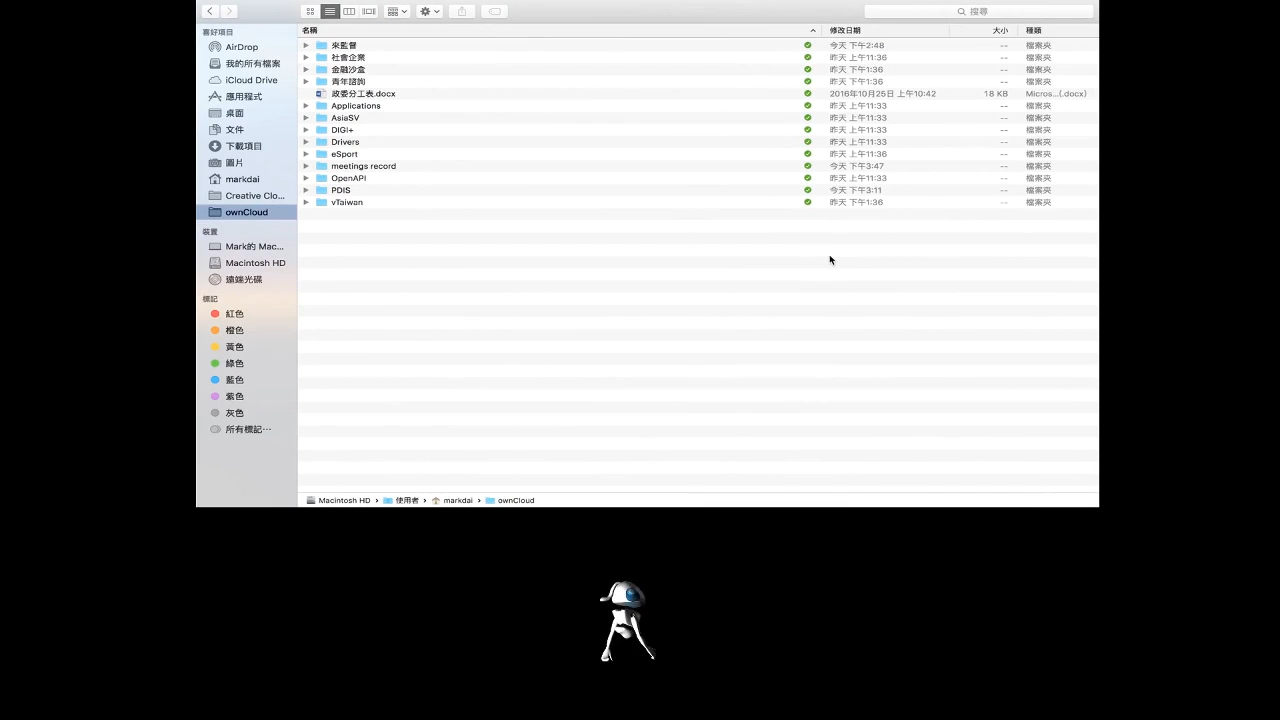 搜尋
喜好項目
AirDrop
我的所有檔案
iCloud Drive
應用程式
桌面
文件
下載項目
圖片
markdai
Creative Clo...
ownCloud
裝置
Mark的 Mac...
Macintosh HD
遠端光碟
標記
紅色
橙色
黃色
綠色
藍色
紫色
灰色
所有標記⋯
名稱 修改日期 大小 種類
來監督 今天 下午2:48 -- 檔案夾
社會企業 昨天 上午11:36 -- 檔案夾
金融沙盒 昨天 下午1:36 -- 檔案夾
青年諮詢 昨天 下午1:36 -- 檔案夾
政委分工表.docx 2016年10月25日 上午10:42 18 KB Micros...(.docx)
Applications 昨天 上午11:33 -- 檔案夾
AsiaSV 昨天 上午11:33 -- 檔案夾
DIGI+ 昨天 上午11:33 -- 檔案夾
Drivers 昨天 上午11:33 -- 檔案夾
eSport 昨天 上午11:36 -- 檔案夾
meetings record 今天 下午3:47 -- 檔案夾
OpenAPI 昨天 上午11:33 -- 檔案夾
PDIS 昨天 下午3:11 -- 檔案夾
vTaiwan 昨天 下午1:36 -- 檔案夾
Macintosh HD › 使用者 › markdai › ownCloud